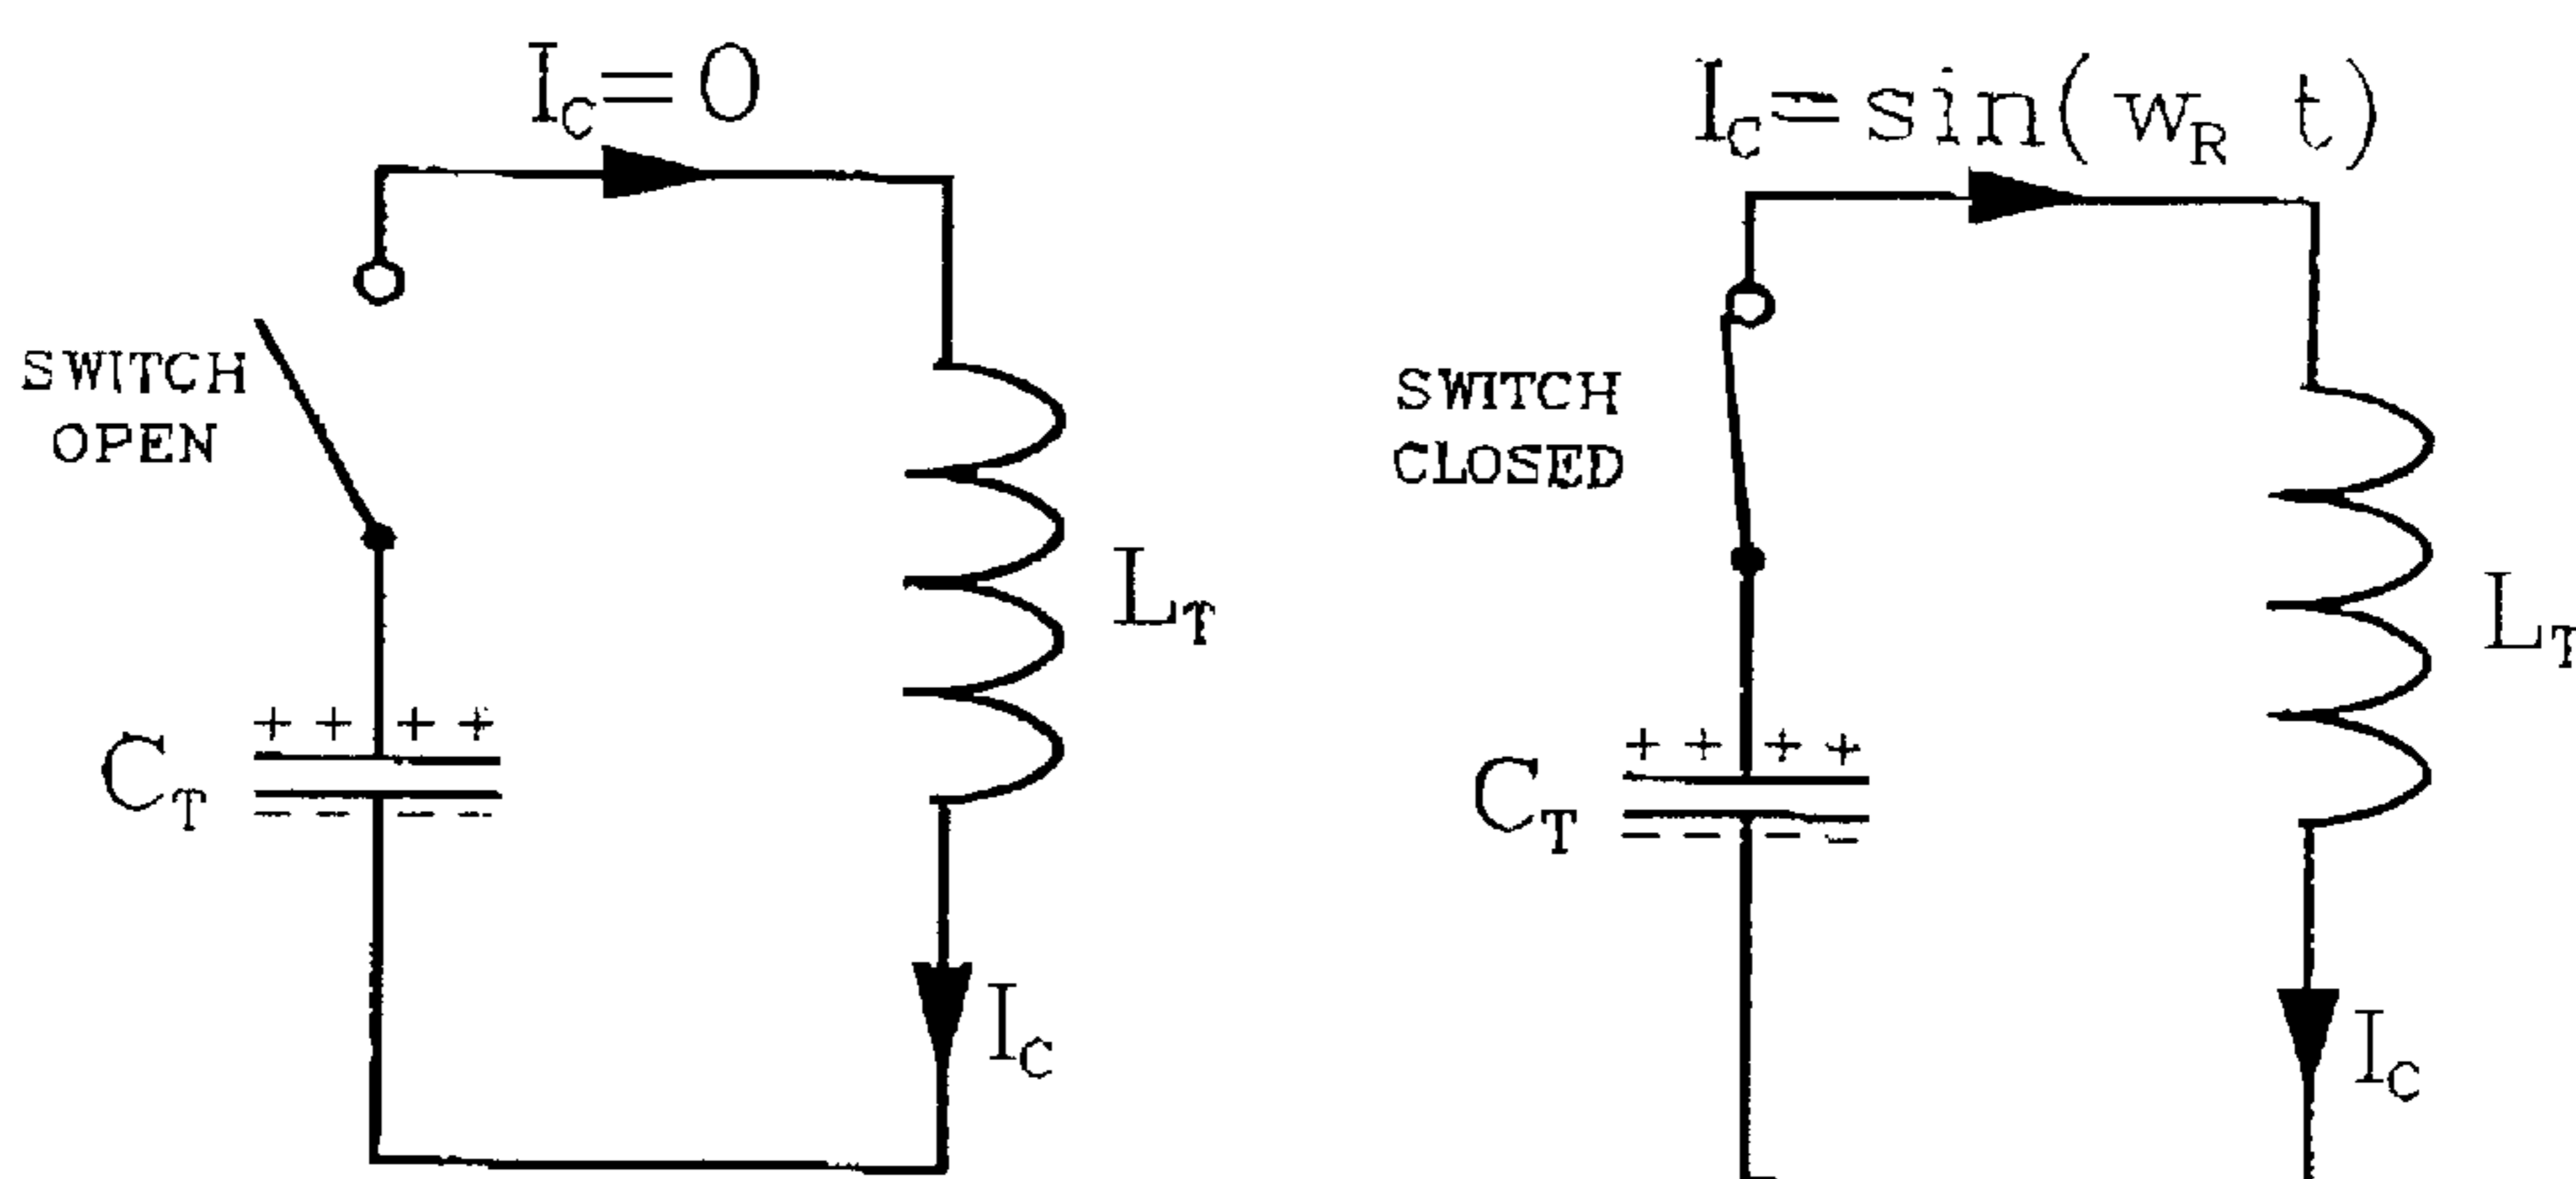 I_C=0
SWITCH
OPEN
L_T
+ + + +
C_T
- - - -
I_C
I_C=sin(w_R t)
SWITCH
CLOSED
L_T
+ + + +
C_T
- - - -
I_C